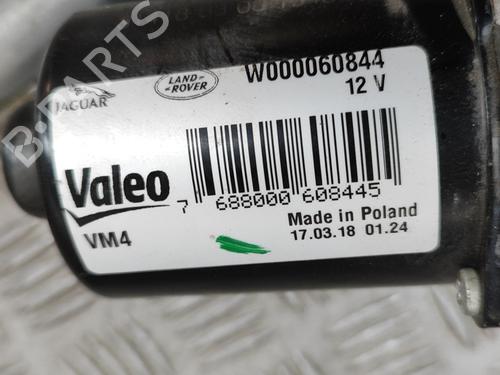 LAND-
ROVER
JAGUAR
W000060844
12 V
Valeo
7 688000 608445
VM4
Made in Poland
17.03.18 01.24
B-PARTS